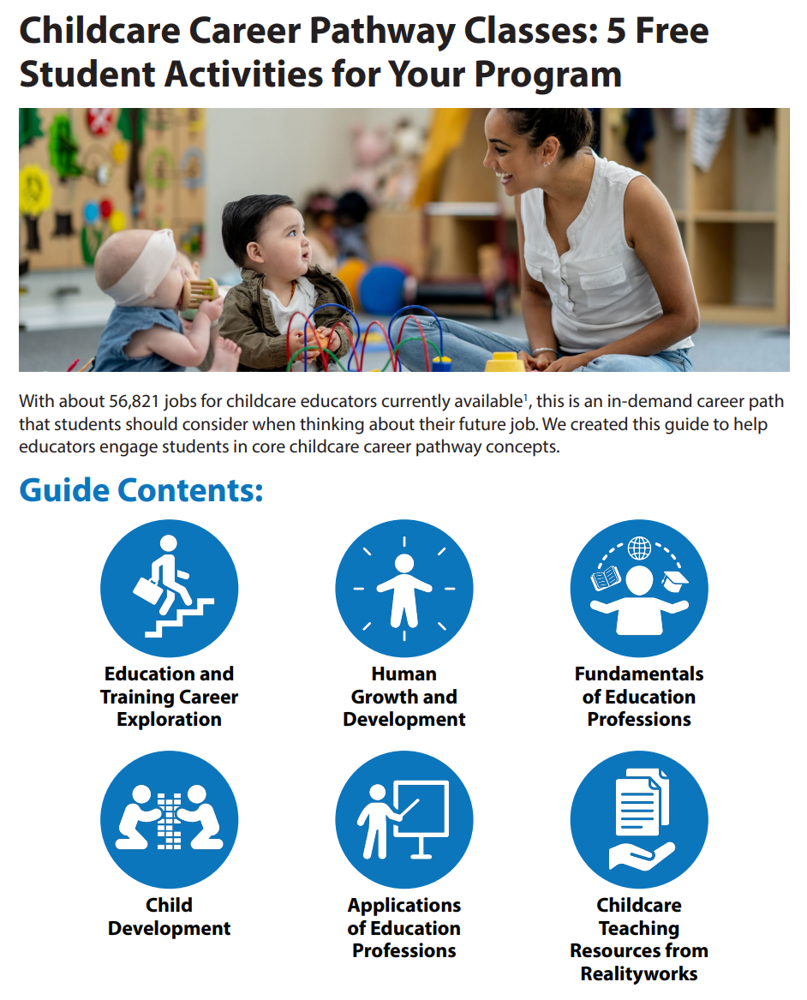 Childcare Career Pathway Classes: 5 Free
Student Activities for Your Program
With about 56,821 jobs for childcare educators currently available¹, this is an in-demand career path
that students should consider when thinking about their future job. We created this guide to help
educators engage students in core childcare career pathway concepts.
Guide Contents:
Education and
Training Career
Exploration
Human
Growth and
Development
Fundamentals
of Education
Professions
Child
Development
Applications
of Education
Professions
Childcare
Teaching
Resources from
Realityworks